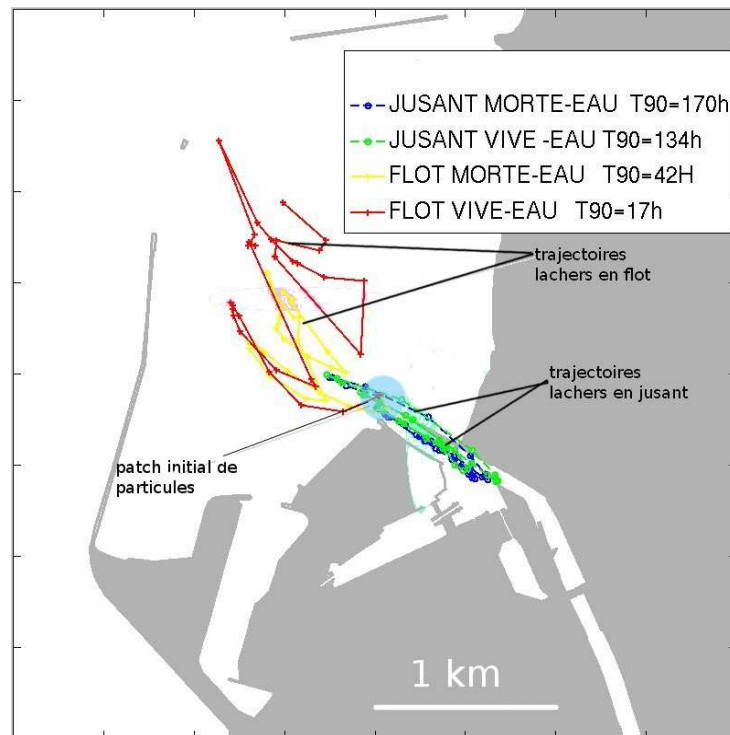 JUSANT MORTE-EAU T90=170h
JUSANT VIVE -EAU T90=134h
FLOT MORTE-EAU T90=42H
FLOT VIVE-EAU T90=17h
trajectoires
lachers en flot
trajectoires
lachers en jusant
patch initial de
particules
1 km